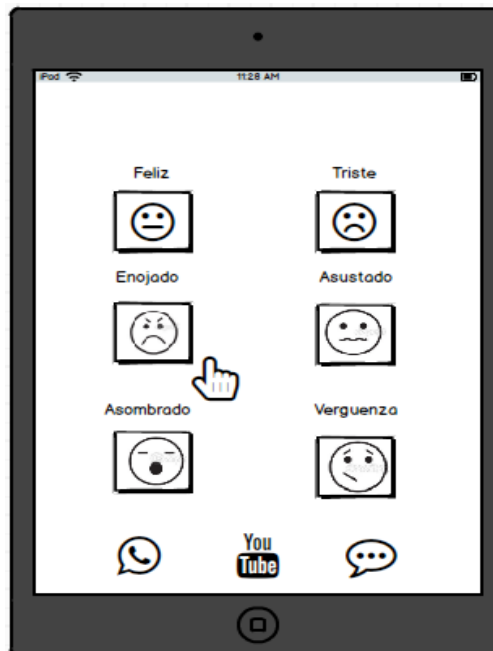 iPod 11:28 AM
Feliz Triste
Enojado Asustado
Asombrado Verguenza
You
Tube